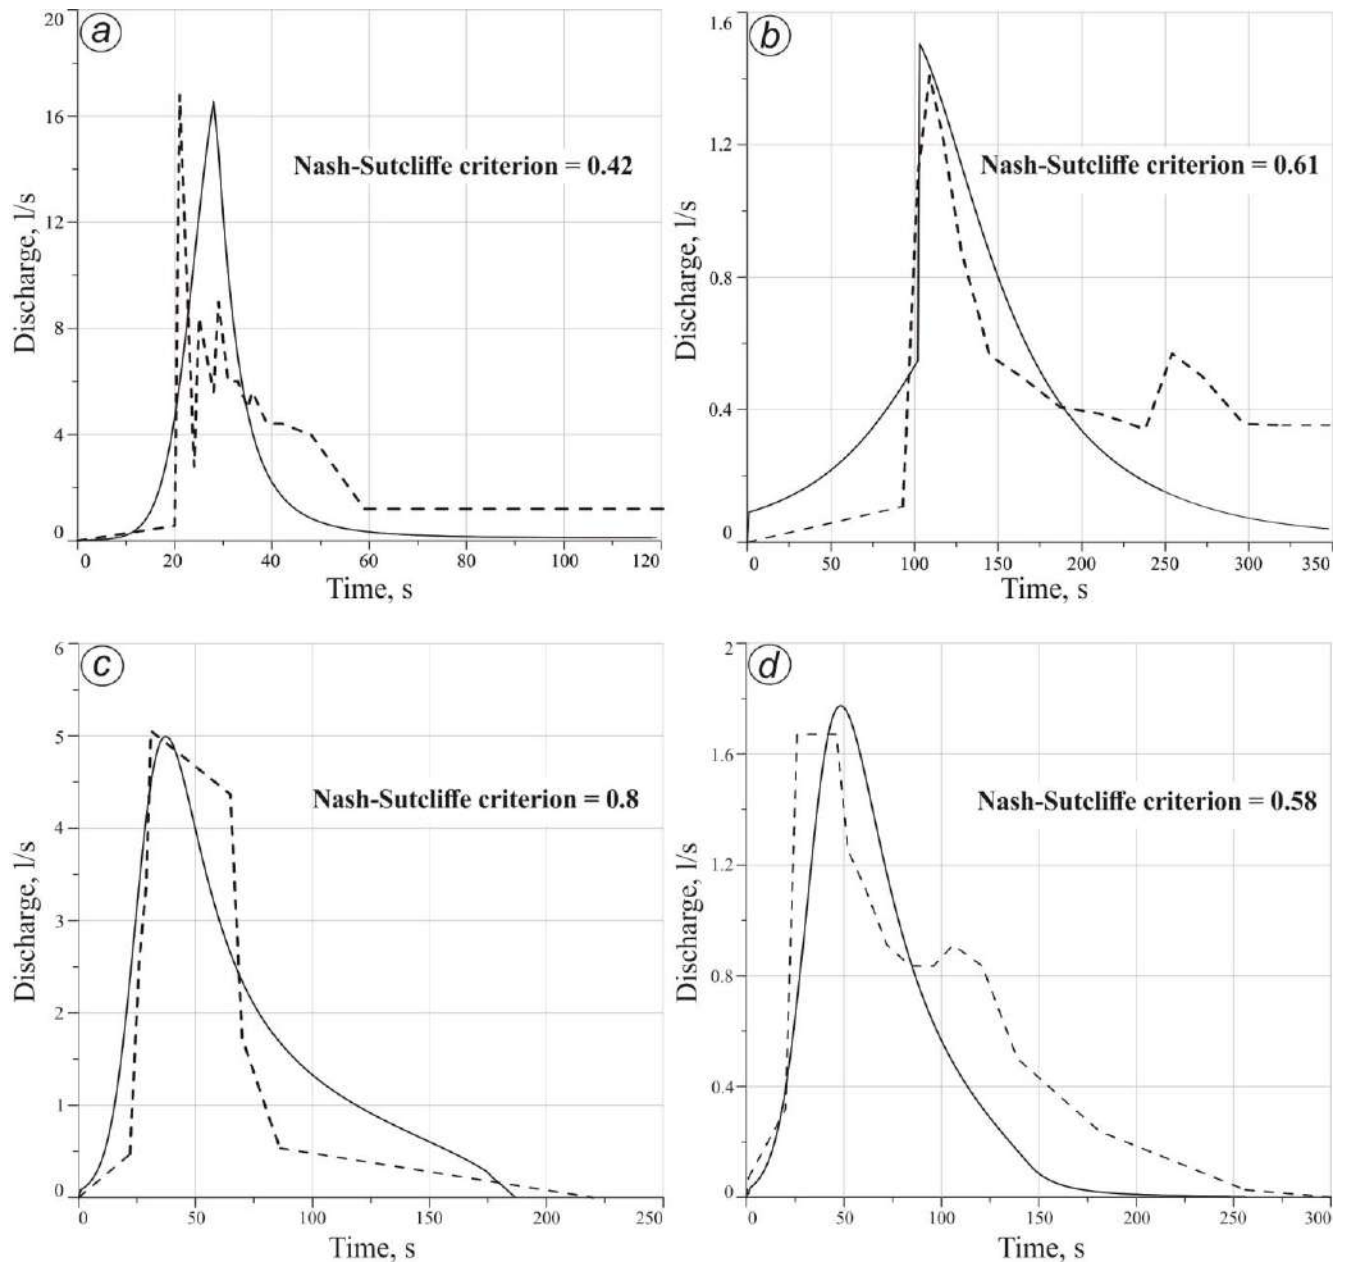 a
20
16
12
8
4
0
Discharge, l/s
Nash-Sutcliffe criterion = 0.42
0 20 40 60 80 100 120
Time, s
b
1.6
1.2
0.8
0.4
0
Discharge, l/s
Nash-Sutcliffe criterion = 0.61
0 50 100 150 200 250 300 350
Time, s
c
6
5
4
3
2
1
0
Discharge, l/s
Nash-Sutcliffe criterion = 0.8
0 50 100 150 200 250
Time, s
d
2
1.6
1.2
0.8
0.4
0
Discharge, l/s
Nash-Sutcliffe criterion = 0.58
0 50 100 150 200 250 300
Time, s